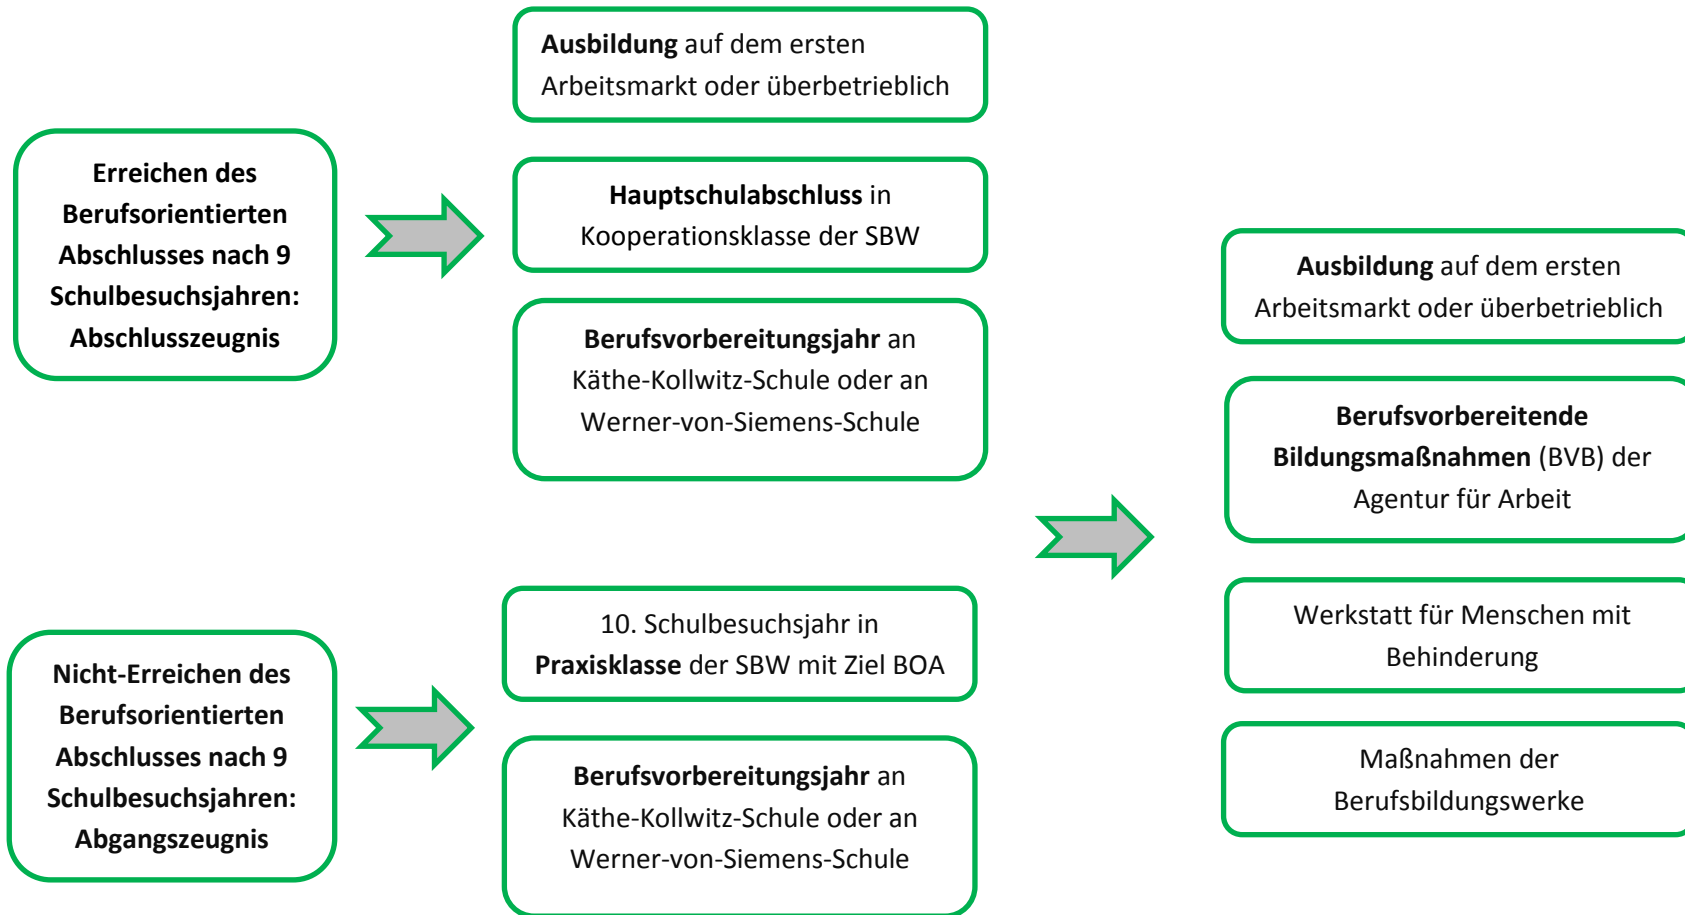 Ausbildung auf dem ersten
Arbeitsmarkt oder überbetrieblich
Erreichen des
Berufsorientierten
Abschlusses nach 9
Schulbesuchsjahren:
Abschlusszeugnis
Hauptschulabschluss in
Kooperationsklasse der SBW
Berufsvorbereitungsjahr an
Käthe-Kollwitz-Schule oder an
Werner-von-Siemens-Schule
Nicht-Erreichen des
Berufsorientierten
Abschlusses nach 9
Schulbesuchsjahren:
Abgangszeugnis
10. Schulbesuchsjahr in
Praxisklasse der SBW mit Ziel BOA
Berufsvorbereitungsjahr an
Käthe-Kollwitz-Schule oder an
Werner-von-Siemens-Schule
Ausbildung auf dem ersten
Arbeitsmarkt oder überbetrieblich
Berufsvorbereitende
Bildungsmaßnahmen (BVB) der
Agentur für Arbeit
Werkstatt für Menschen mit
Behinderung
Maßnahmen der
Berufsbildungswerke